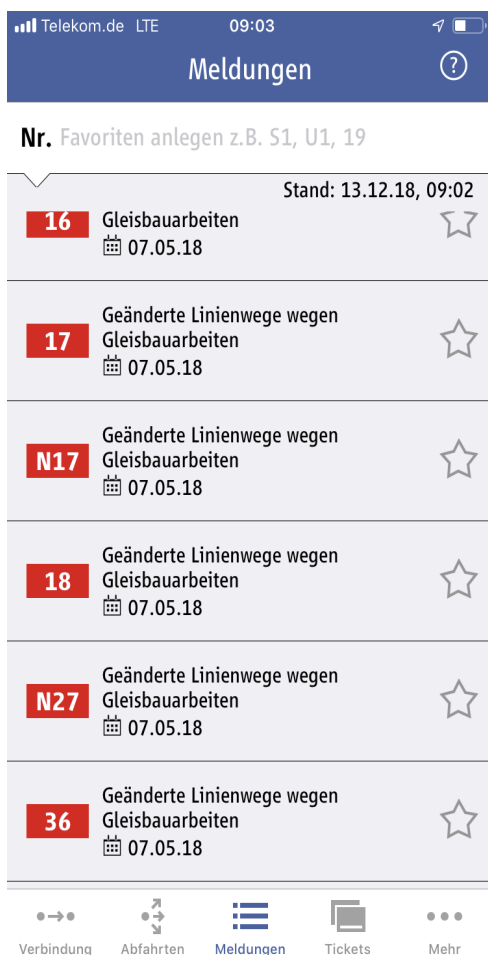 Telekom.de LTE 09:03
Meldungen ?
Nr. Favoriten anlegen z.B. S1, U1, 19
Stand: 13.12.18, 09:02
16 Gleisbauarbeiten
07.05.18
Geänderte Linienwege wegen
17 Gleisbauarbeiten
07.05.18
Geänderte Linienwege wegen
N17 Gleisbauarbeiten
07.05.18
Geänderte Linienwege wegen
18 Gleisbauarbeiten
07.05.18
Geänderte Linienwege wegen
N27 Gleisbauarbeiten
07.05.18
Geänderte Linienwege wegen
36 Gleisbauarbeiten
07.05.18
Verbindung Abfahrten Meldungen Tickets Mehr